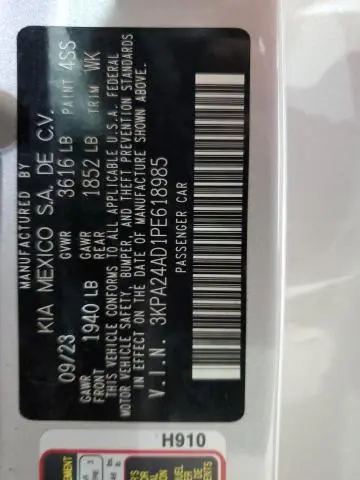 MANUFACTURED BY
KIA MEXICO S.A. DE C.V.
09/23 GVWR 3616 LB PAINT 4SS
GAWR FRONT 1940 LB GAWR REAR 1852 LB TRIM WK
THIS VEHICLE CONFORMS TO ALL APPLICABLE U.S.A. FEDERAL
MOTOR VEHICLE SAFETY, BUMPER, AND THEFT PREVENTION STANDARDS
IN EFFECT ON THE DATE OF MANUFACTURE SHOWN ABOVE.
V.I.N. 3KPA24AD1PE618985
PASSENGER CAR
H910